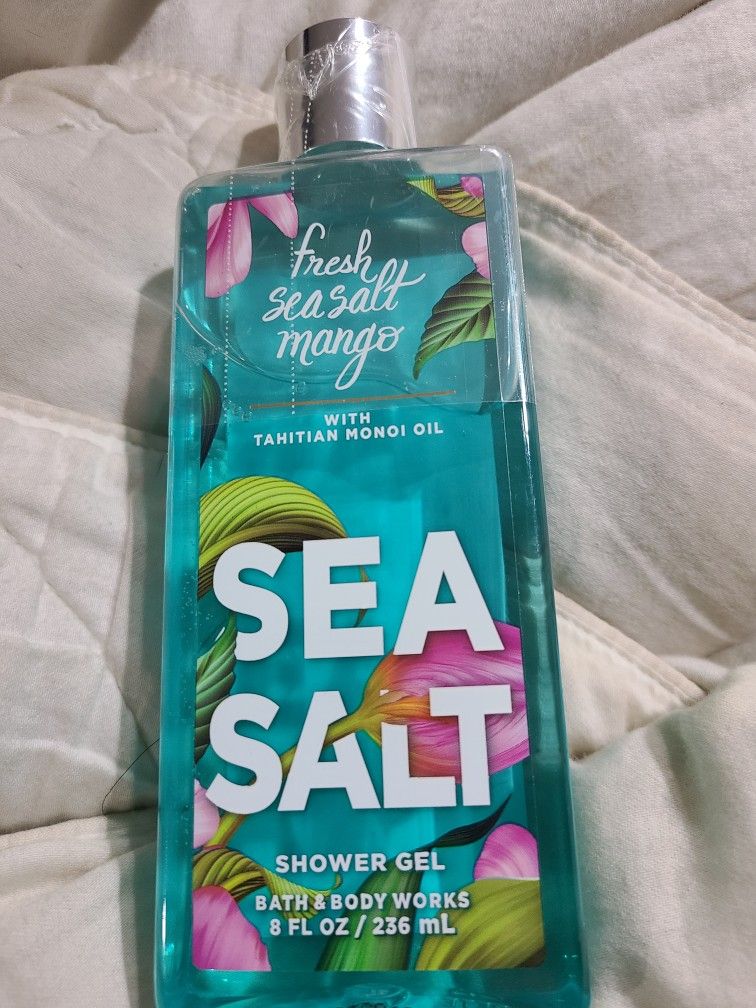 fresh
sea salt
mango
WITH
TAHITIAN MONOI OIL
SEA
SALT
SHOWER GEL
BATH & BODY WORKS
8 FL OZ / 236 mL